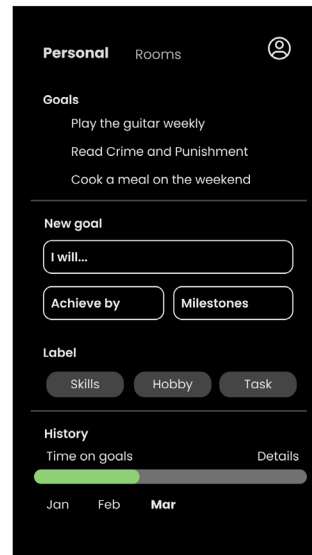 Personal Rooms
Goals
Play the guitar weekly
Read Crime and Punishment
Cook a meal on the weekend
New goal
I will...
Achieve by Milestones
Label
Skills Hobby Task
History
Time on goals Details
Jan Feb Mar